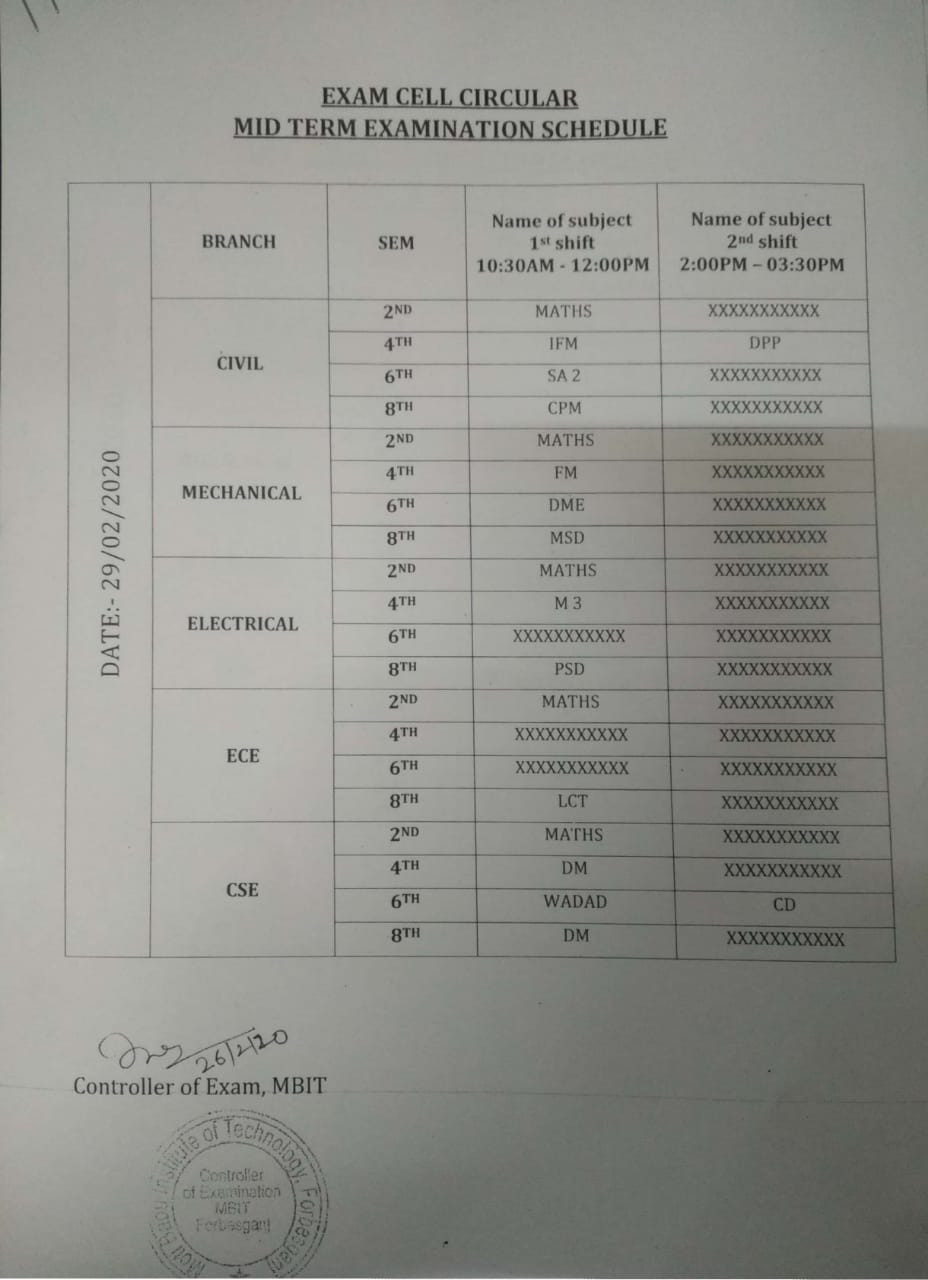 EXAM CELL CIRCULAR
MID TERM EXAMINATION SCHEDULE
DATE:- 29/02/2020
BRANCH SEM Name of subject 1st shift 10:30AM - 12:00PM Name of subject 2nd shift 2:00PM – 03:30PM
CIVIL
2ND MATHS XXXXXXXXXXX
4TH IFM DPP
6TH SA 2 XXXXXXXXXXX
8TH CPM XXXXXXXXXXX
MECHANICAL
2ND MATHS XXXXXXXXXXX
4TH FM XXXXXXXXXXX
6TH DME XXXXXXXXXXX
8TH MSD XXXXXXXXXXX
ELECTRICAL
2ND MATHS XXXXXXXXXXX
4TH M 3 XXXXXXXXXXX
6TH XXXXXXXXXXX XXXXXXXXXXX
8TH PSD XXXXXXXXXXX
ECE
2ND MATHS XXXXXXXXXXX
4TH XXXXXXXXXXX XXXXXXXXXXX
6TH XXXXXXXXXXX XXXXXXXXXXX
8TH LCT XXXXXXXXXXX
CSE
2ND MATHS XXXXXXXXXXX
4TH DM XXXXXXXXXXX
6TH WADAD CD
8TH DM XXXXXXXXXXX
26/2/20
Controller of Exam, MBIT
Institute of Technology, Forbesganj
Controller
of Examination
MBIT
Forbesganj